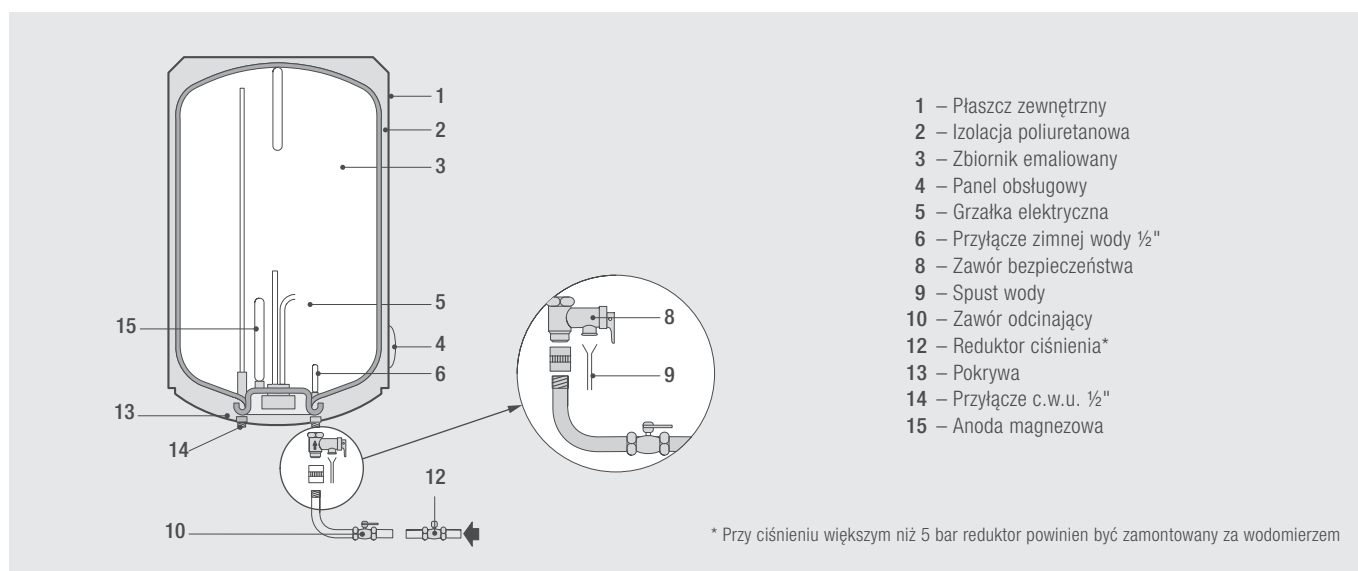 1
2
3
5
15
4
6
13
14
12
10
8
9
1 – Płaszcz zewnętrzny
2 – Izolacja poliuretanowa
3 – Zbiornik emaliowany
4 – Panel obsługowy
5 – Grzałka elektryczna
6 – Przyłącze zimnej wody ½"
8 – Zawór bezpieczeństwa
9 – Spust wody
10 – Zawór odcinający
12 – Reduktor ciśnienia*
13 – Pokrywa
14 – Przyłącze c.w.u. ½"
15 – Anoda magnezowa
* Przy ciśnieniu większym niż 5 bar reduktor powinien być zamontowany za wodomierzem